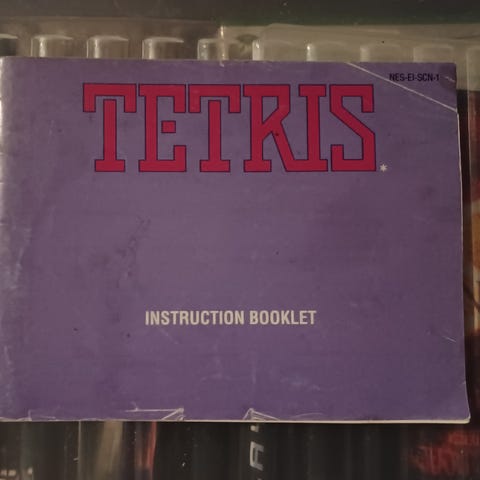 NES-EI-SCN-1
TETRIS*
INSTRUCTION BOOKLET